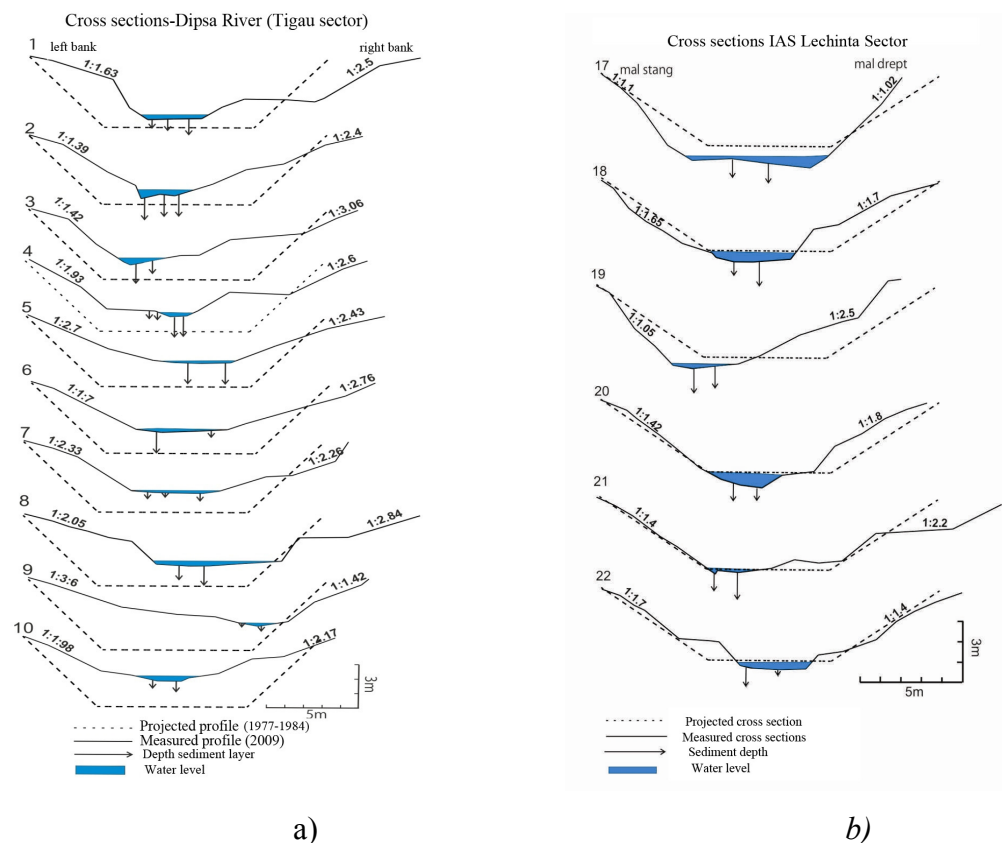 Cross sections-Dipsa River (Tigau sector)
1 left bank right bank
1:1.63 1:2.5
2 1:1.39 1:2.4
3 1:1.42 1:3.06
4 1:1.93 1:2.6
5 1:2.7 1:2.43
6 1:1:7 1:2.76
7 1:2.33 1:2.26
8 1:2.05 1:2.84
9 1:3:6 1:1.42
10 1:1:98 1:2.17
3m
5m
Projected profile (1977-1984)
Measured profile (2009)
Depth sediment layer
Water level
a)
Cross sections IAS Lechinta Sector
17 mal stang mal drept
1:1.1 1:1.02
18 1:1.65 1:1.7
19 1:1.05 1:2.5
20 1:1.42 1:1.8
21 1:1.4 1:2.2
22 1:1.7 1:1.4
3m
5m
Projected cross section
Measured cross sections
Sediment depth
Water level
b)